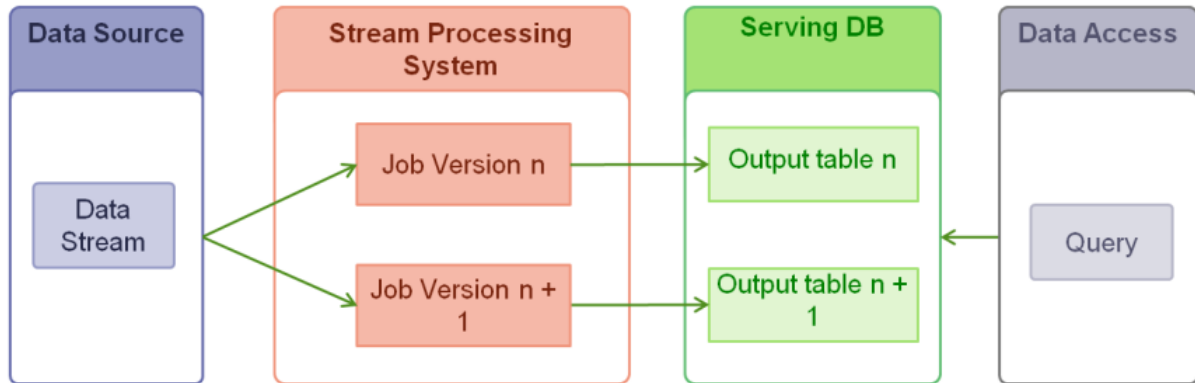 Data Source
Stream Processing
System
Serving DB
Data Access
Data
Stream
Job Version n
Job Version n +
1
Output table n
Output table n +
1
Query